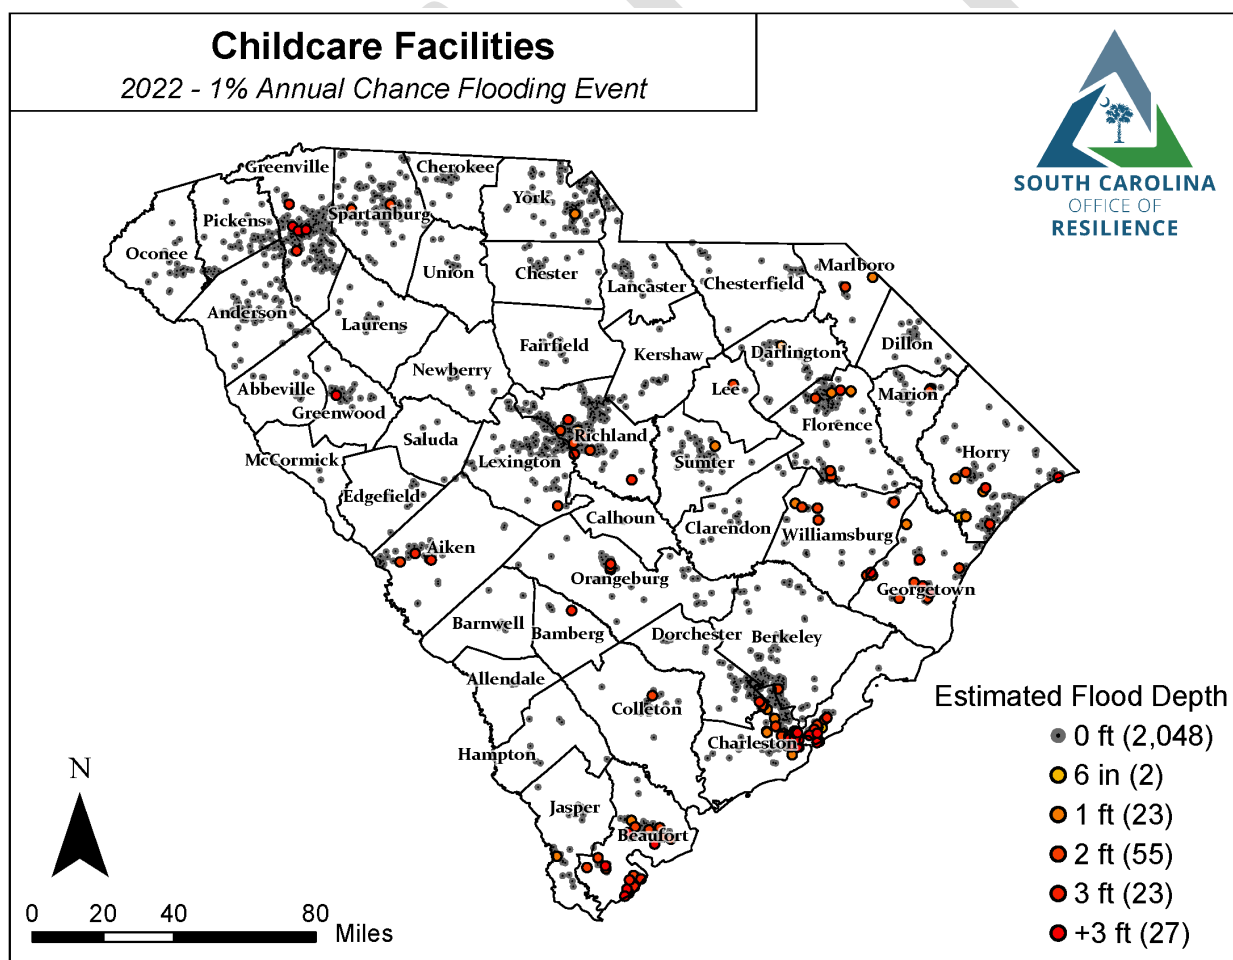 Childcare Facilities
2022 - 1% Annual Chance Flooding Event
SOUTH CAROLINA
OFFICE OF
RESILIENCE
Greenville
Cherokee
York
Pickens
Spartanburg
Oconee
Union
Chester
Lancaster
Chesterfield
Marlboro
Anderson
Laurens
Fairfield
Kershaw
Darlington
Dillon
Newberry
Abbeville
Greenwood
Lee
Marion
Saluda
Richland
Florence
McCormick
Lexington
Sumter
Horry
Edgefield
Calhoun
Clarendon
Williamsburg
Aiken
Orangeburg
Georgetown
Barnwell
Bamberg
Dorchester
Berkeley
Allendale
Colleton
Hampton
Charleston
Jasper
Beaufort
Estimated Flood Depth
0 ft (2,048)
6 in (2)
1 ft (23)
2 ft (55)
3 ft (23)
+3 ft (27)
N
0 20 40 80
Miles